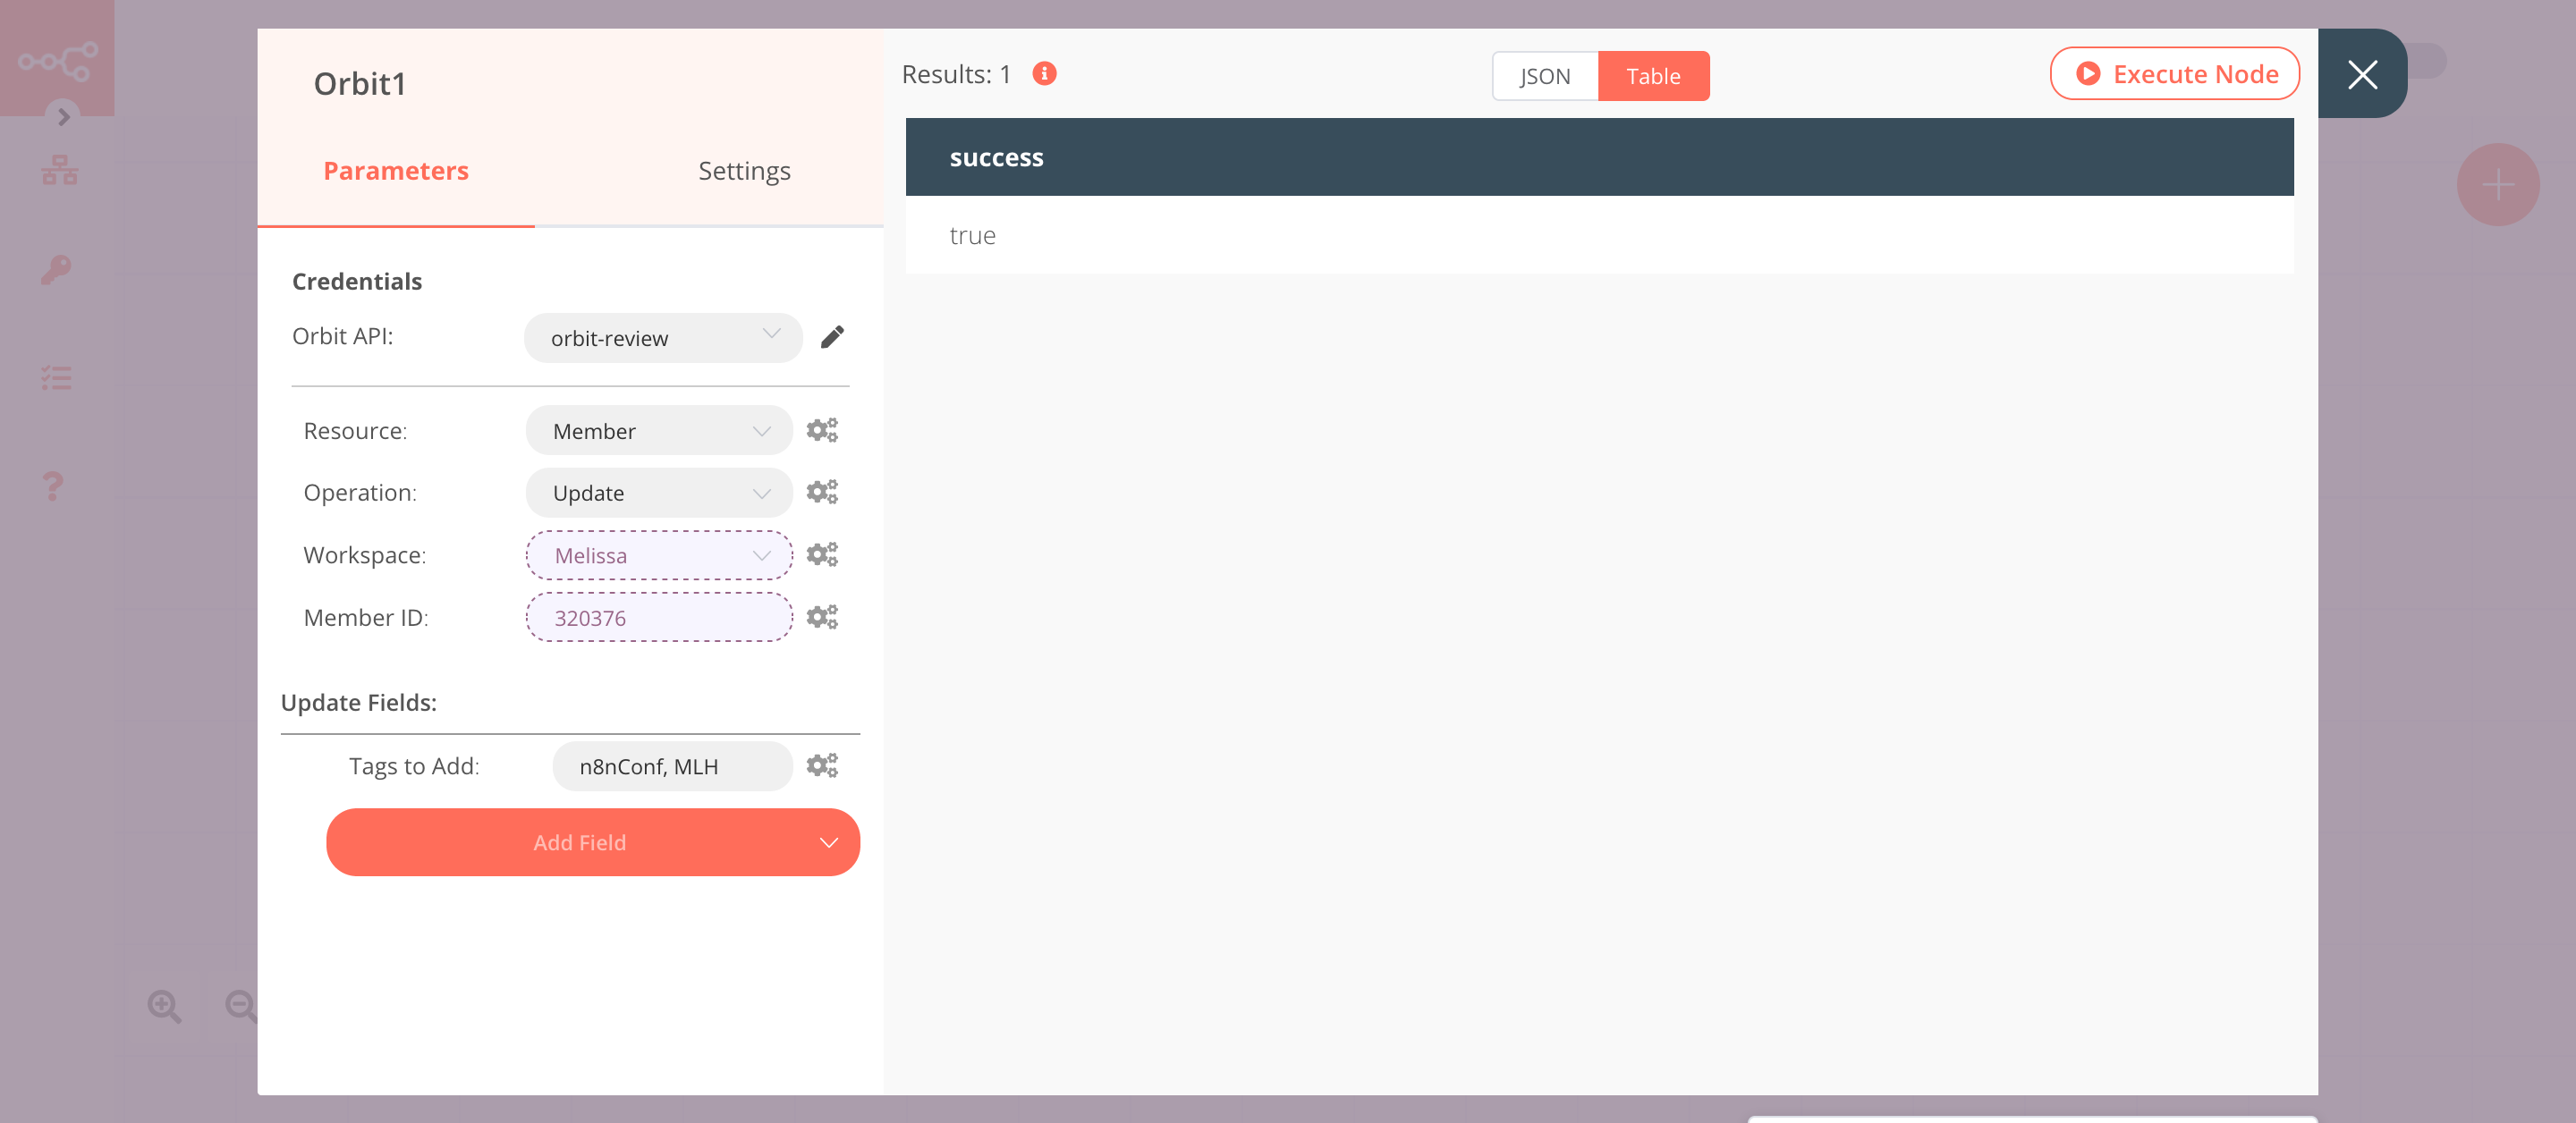 Orbit1
Parameters
Settings
Credentials
Orbit API:
orbit-review
Resource:
Member
Operation:
Update
Workspace:
Melissa
Member ID:
320376
Update Fields:
Tags to Add:
n8nConf, MLH
Add Field
Results: 1
JSON
Table
Execute Node
success
true